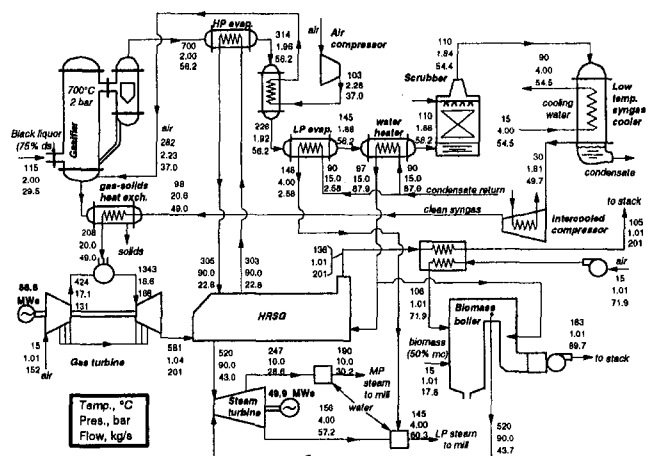 HP evap.
700
2.00
56.2
314
1.96
56.2
air
Air
compressor
103
2.28
37.0
110
1.84
54.4
Scrubber
90
4.00
54.5
cooling
water
15
4.00
54.5
Low
temp.
syngas
cooler
condensate
700°C
2 bar
Gasifier
Black liquor
(75% ds)
115
2.00
29.5
air
282
2.23
37.0
226
1.92
56.2
LP evap.
145
1.88
56.2
water
heater
110
1.86
56.2
148
4.00
2.58
90
15.0
2.58
97
15.0
87.9
90
15.0
87.9
condensate return
30
1.81
49.7
clean syngas
Intercooled
compressor
gas-solids
heat exch.
98
20.6
49.0
208
20.0
49.0
solids
to stack
105
1.01
201
air
15
1.01
71.9
305
90.0
22.8
303
90.0
22.8
136
1.01
201
56.8
MWe
424
17.1
131
1343
16.6
166
15
1.01
152
air
Gas turbine
581
1.04
201
HRSG
106
1.01
71.9
Biomass
boiler
163
1.01
89.7
to stack
biomass
(50% mc)
15
1.01
17.8
520
90.0
43.0
247
10.0
28.6
190
10.0
30.2
MP
steam
to mill
49.9 MWe
Steam
turbine
water
156
4.00
57.2
145
4.00
60.3
LP steam
to mill
520
90.0
43.7
Temp., °C
Pres., bar
Flow, kg/s